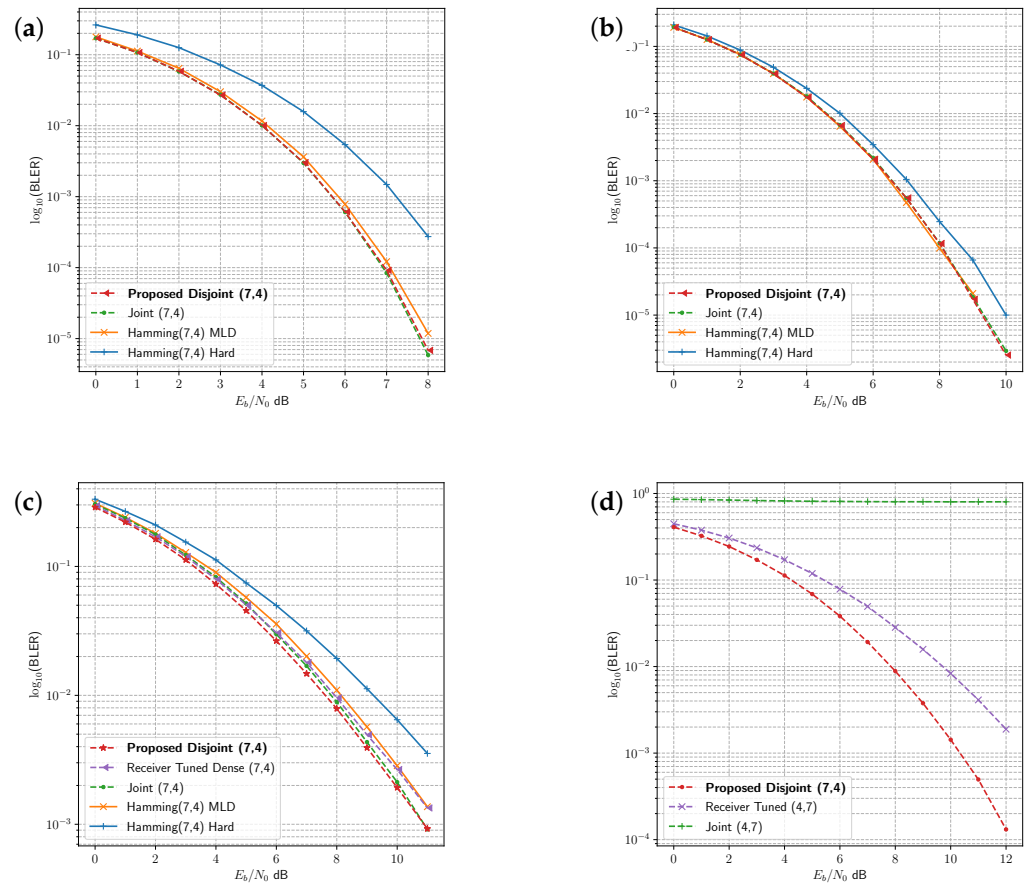 (a)
10⁻¹
10⁻²
10⁻³
10⁻⁴
10⁻⁵
log₁₀(BLER)
Proposed Disjoint (7,4)
Joint (7,4)
Hamming(7,4) MLD
Hamming(7,4) Hard
0 1 2 3 4 5 6 7 8
E_b/N_0 dB
(b)
10⁻²
10⁻³
10⁻⁴
10⁻⁵
log₁₀(BLER)
Proposed Disjoint (7,4)
Joint (7,4)
Hamming(7,4) MLD
Hamming(7,4) Hard
0 2 4 6 8 10
E_b/N_0 dB
(c)
10⁻¹
10⁻²
10⁻³
log₁₀(BLER)
Proposed Disjoint (7,4)
Receiver Tuned Dense (7,4)
Joint (7,4)
Hamming(7,4) MLD
Hamming(7,4) Hard
0 2 4 6 8 10
E_b/N_0 dB
(d)
10⁰
10⁻¹
10⁻²
10⁻³
10⁻⁴
log₁₀(BLER)
Proposed Disjoint (7,4)
Receiver Tuned (4,7)
Joint (4,7)
0 2 4 6 8 10 12
E_b/N_0 dB